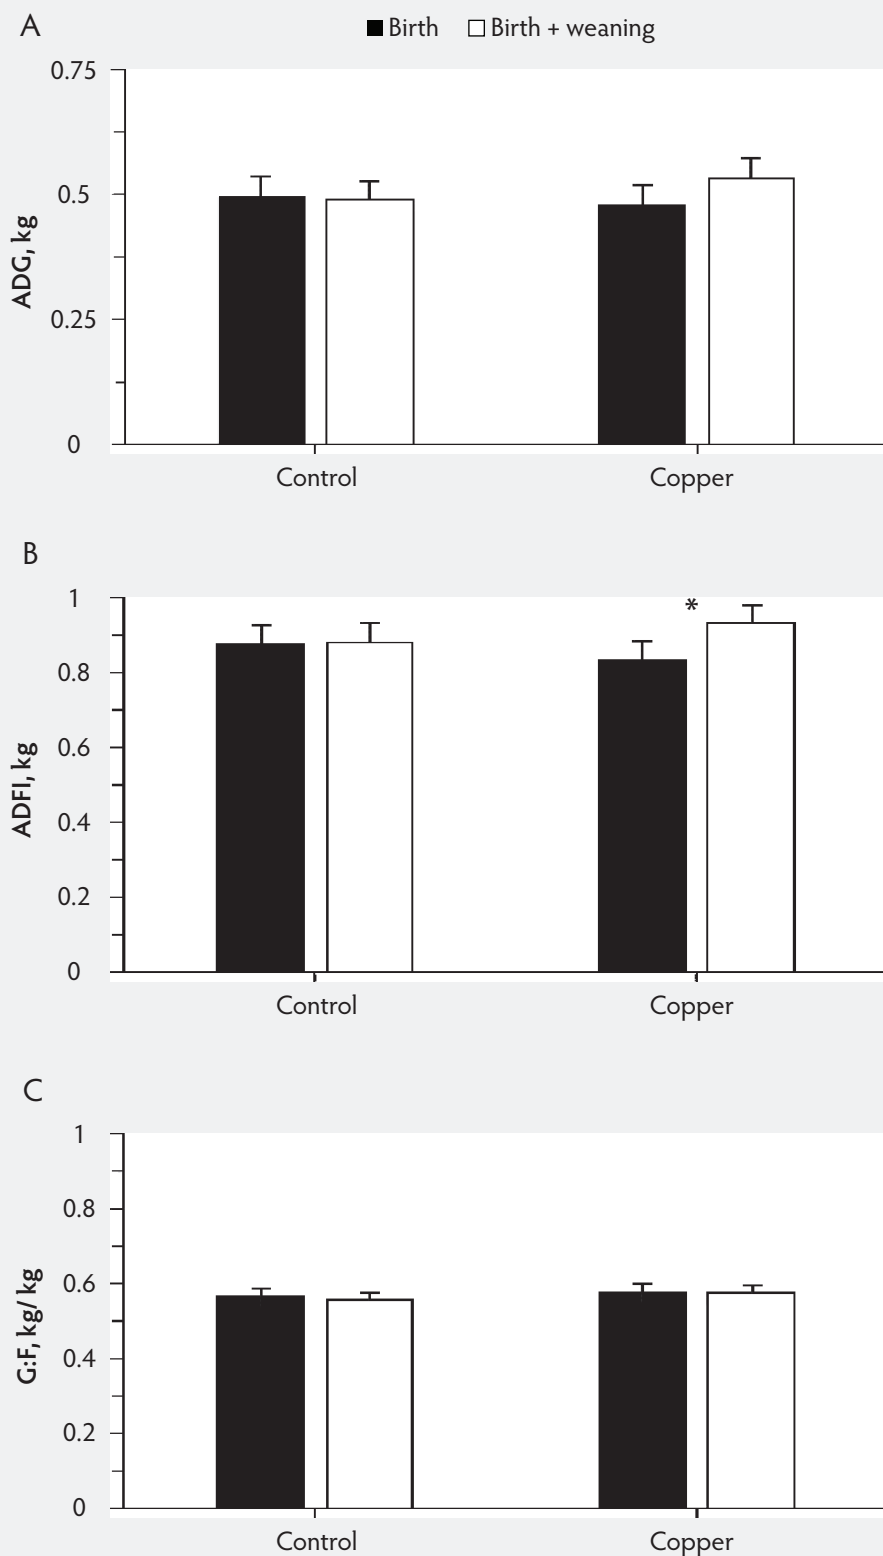 A
Birth Birth + weaning
0.75
0.5
0.25
0
ADG, kg
Control Copper
B
1
0.8
0.6
0.4
0.2
0
ADFI, kg
*
Control Copper
C
1
0.8
0.6
0.4
0.2
0
G:F, kg/ kg
Control Copper